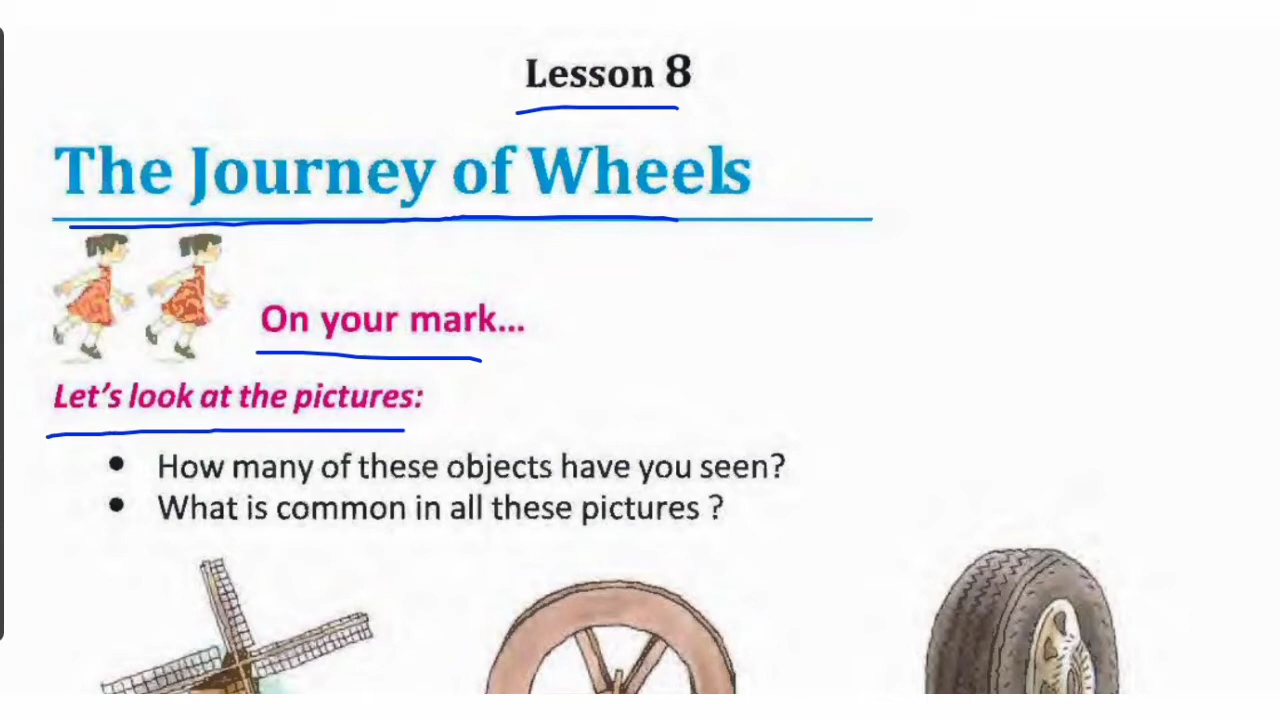 Lesson 8
The Journey of Wheels
On your mark...
Let's look at the pictures:
• How many of these objects have you seen?
• What is common in all these pictures ?